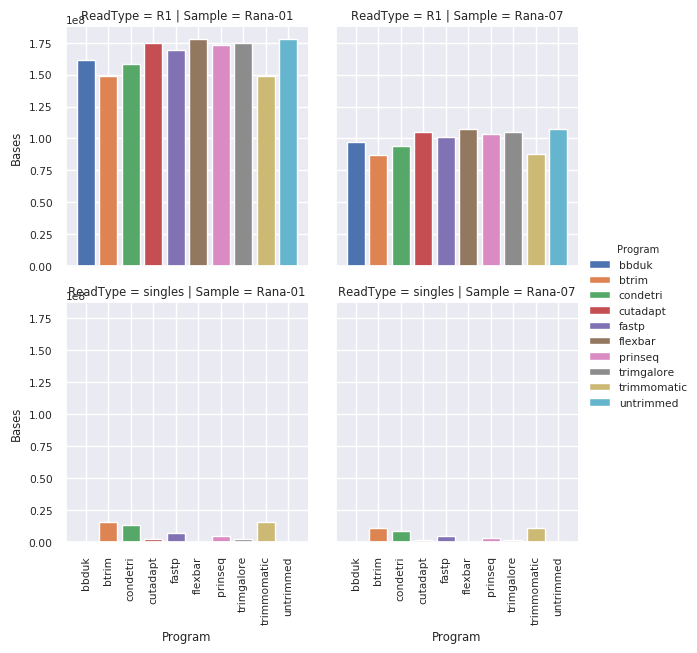 ReadType = R1 | Sample = Rana-01
ReadType = R1 | Sample = Rana-07
1e8
1.75
1.50
1.25
1.00
0.75
0.50
0.25
0.00
Bases
ReadType = singles | Sample = Rana-01
ReadType = singles | Sample = Rana-07
1e8
1.75
1.50
1.25
1.00
0.75
0.50
0.25
0.00
Bases
bbduk
btrim
condetri
cutadapt
fastp
flexbar
prinseq
trimgalore
trimmomatic
untrimmed
Program
bbduk
btrim
condetri
cutadapt
fastp
flexbar
prinseq
trimgalore
trimmomatic
untrimmed
Program
Program
bbduk
btrim
condetri
cutadapt
fastp
flexbar
prinseq
trimgalore
trimmomatic
untrimmed